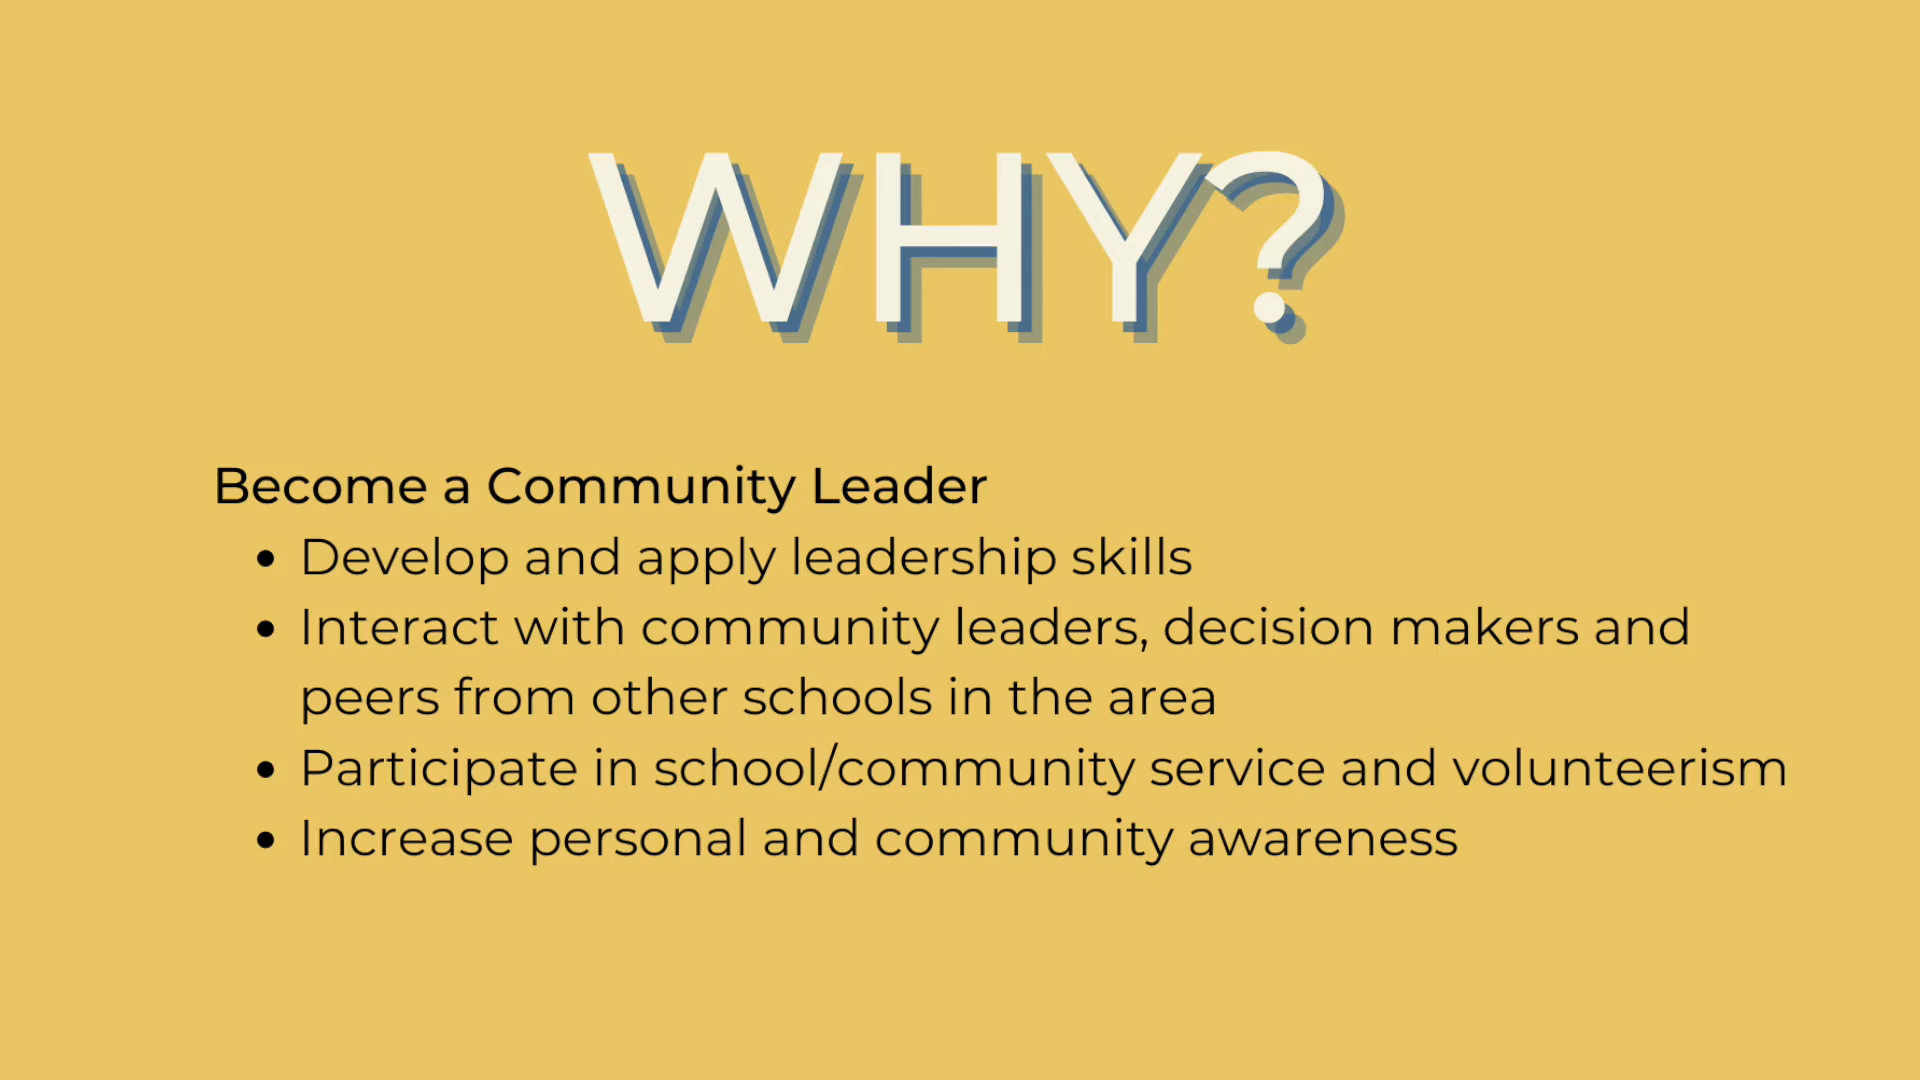 WHY?
Become a Community Leader
• Develop and apply leadership skills
• Interact with community leaders, decision makers and
peers from other schools in the area
• Participate in school/community service and volunteerism
• Increase personal and community awareness